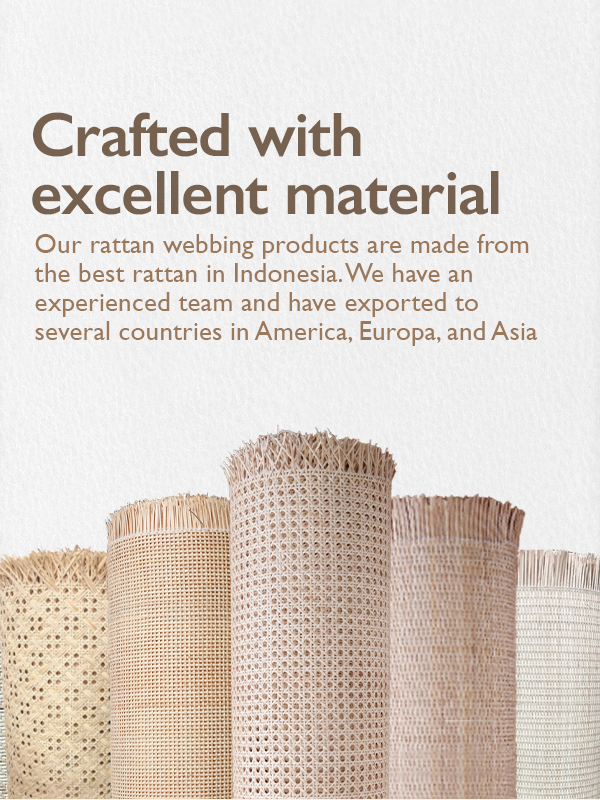 Crafted with
excellent material
Our rattan webbing products are made from
the best rattan in Indonesia. We have an
experienced team and have exported to
several countries in America, Europa, and Asia